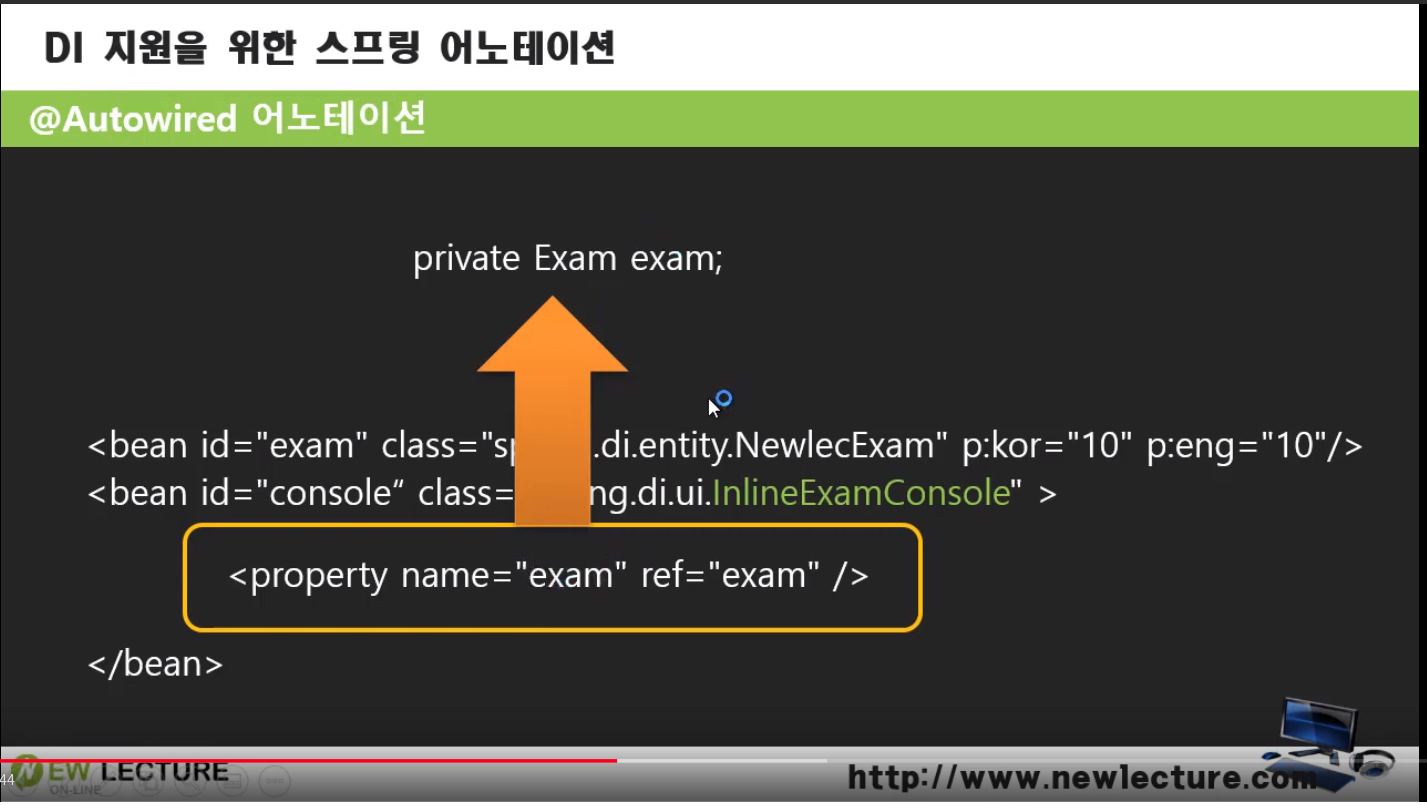 DI 지원을 위한 스프링 어노테이션
@Autowired 어노테이션
private Exam exam;
<bean id="exam" class="sp .di.entity.NewlecExam" p:kor="10" p:eng="10"/>
<bean id="console“ class= ng.di.ui.InlineExamConsole" >
<property name="exam" ref="exam" />
</bean>
44
NEW LECTURE
ON-LINE
http://www.newlecture.com